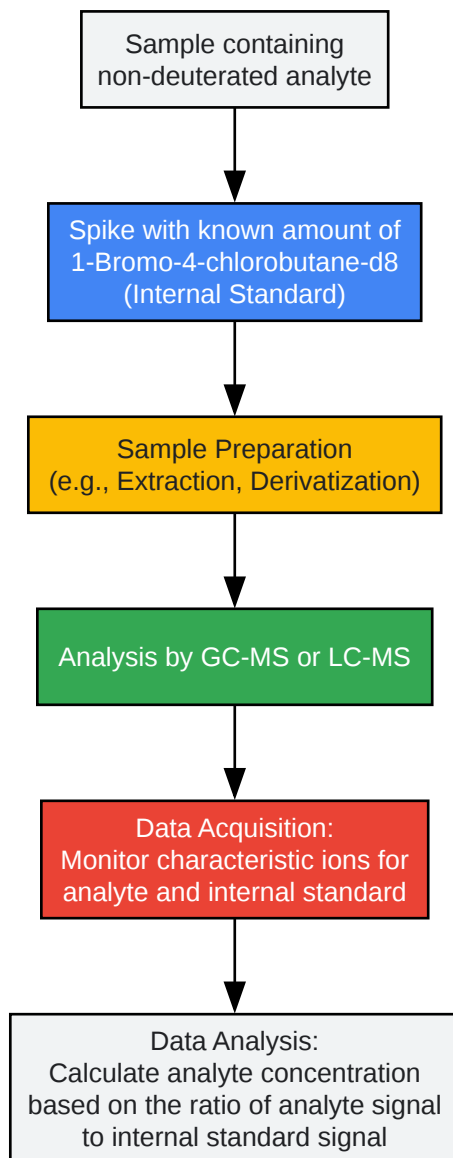 Sample containing
non-deuterated analyte
Spike with known amount of
1-Bromo-4-chlorobutane-d8
(Internal Standard)
Sample Preparation
(e.g., Extraction, Derivatization)
Analysis by GC-MS or LC-MS
Data Acquisition:
Monitor characteristic ions for
analyte and internal standard
Data Analysis:
Calculate analyte concentration
based on the ratio of analyte signal
to internal standard signal